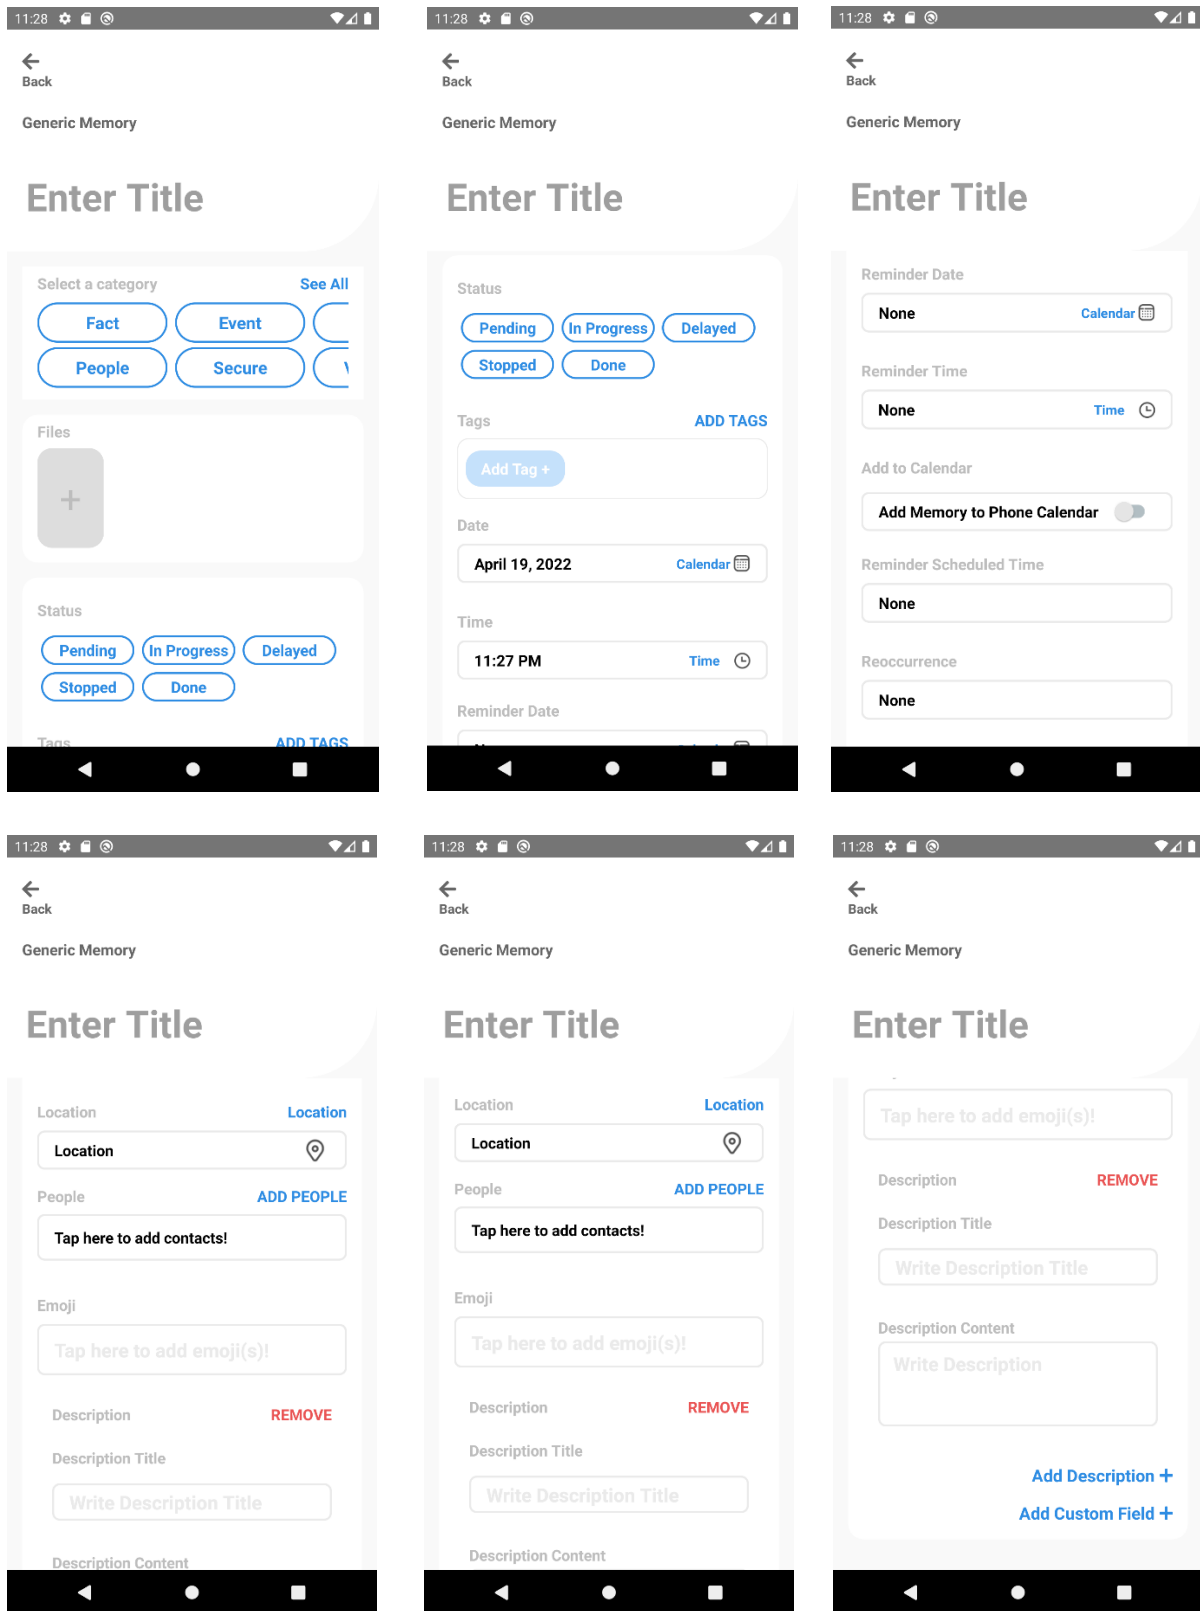 11:28
Back
Generic Memory
Enter Title
Select a category See All
Fact Event
People Secure
Files
+
Status
Pending In Progress Delayed
Stopped Done
Tags ADD TAGS
11:28
Back
Generic Memory
Enter Title
Status
Pending In Progress Delayed
Stopped Done
Tags ADD TAGS
Add Tag +
Date
April 19, 2022 Calendar
Time
11:27 PM Time
Reminder Date
11:28
Back
Generic Memory
Enter Title
Reminder Date
None Calendar
Reminder Time
None Time
Add to Calendar
Add Memory to Phone Calendar
Reminder Scheduled Time
None
Reoccurrence
None
11:28
Back
Generic Memory
Enter Title
Location Location
Location
People ADD PEOPLE
Tap here to add contacts!
Emoji
Tap here to add emoji(s)!
Description REMOVE
Description Title
Write Description Title
Description Content
11:28
Back
Generic Memory
Enter Title
Location Location
Location
People ADD PEOPLE
Tap here to add contacts!
Emoji
Tap here to add emoji(s)!
Description REMOVE
Description Title
Write Description Title
Description Content
11:28
Back
Generic Memory
Enter Title
Tap here to add emoji(s)!
Description REMOVE
Description Title
Write Description Title
Description Content
Write Description
Add Description +
Add Custom Field +